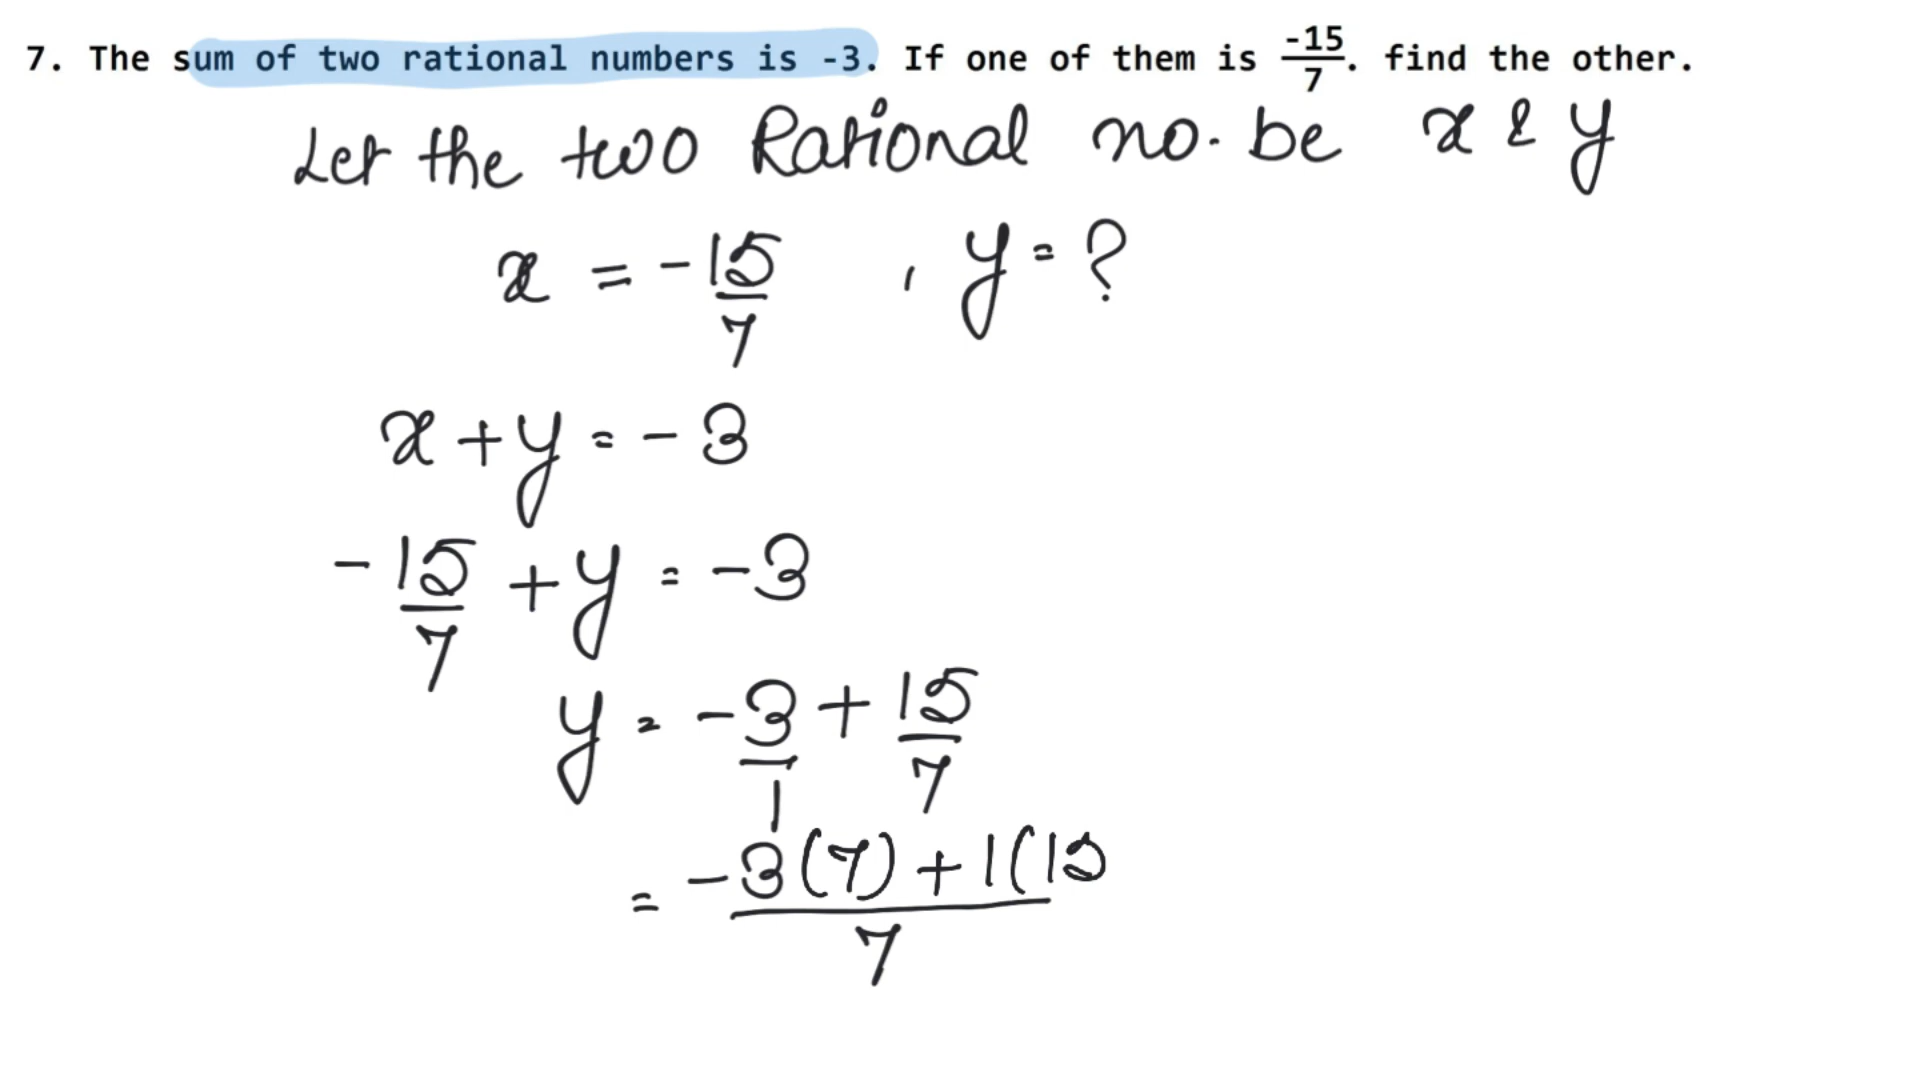 7. The sum of two rational numbers is -3. If one of them is -15/7. find the other.
Let the two Rational no. be x & y
x = -15/7 , y = ?
x + y = -3
-15/7 + y = -3
y = -3/1 + 15/7
= -3(7) + 1(15 / 7